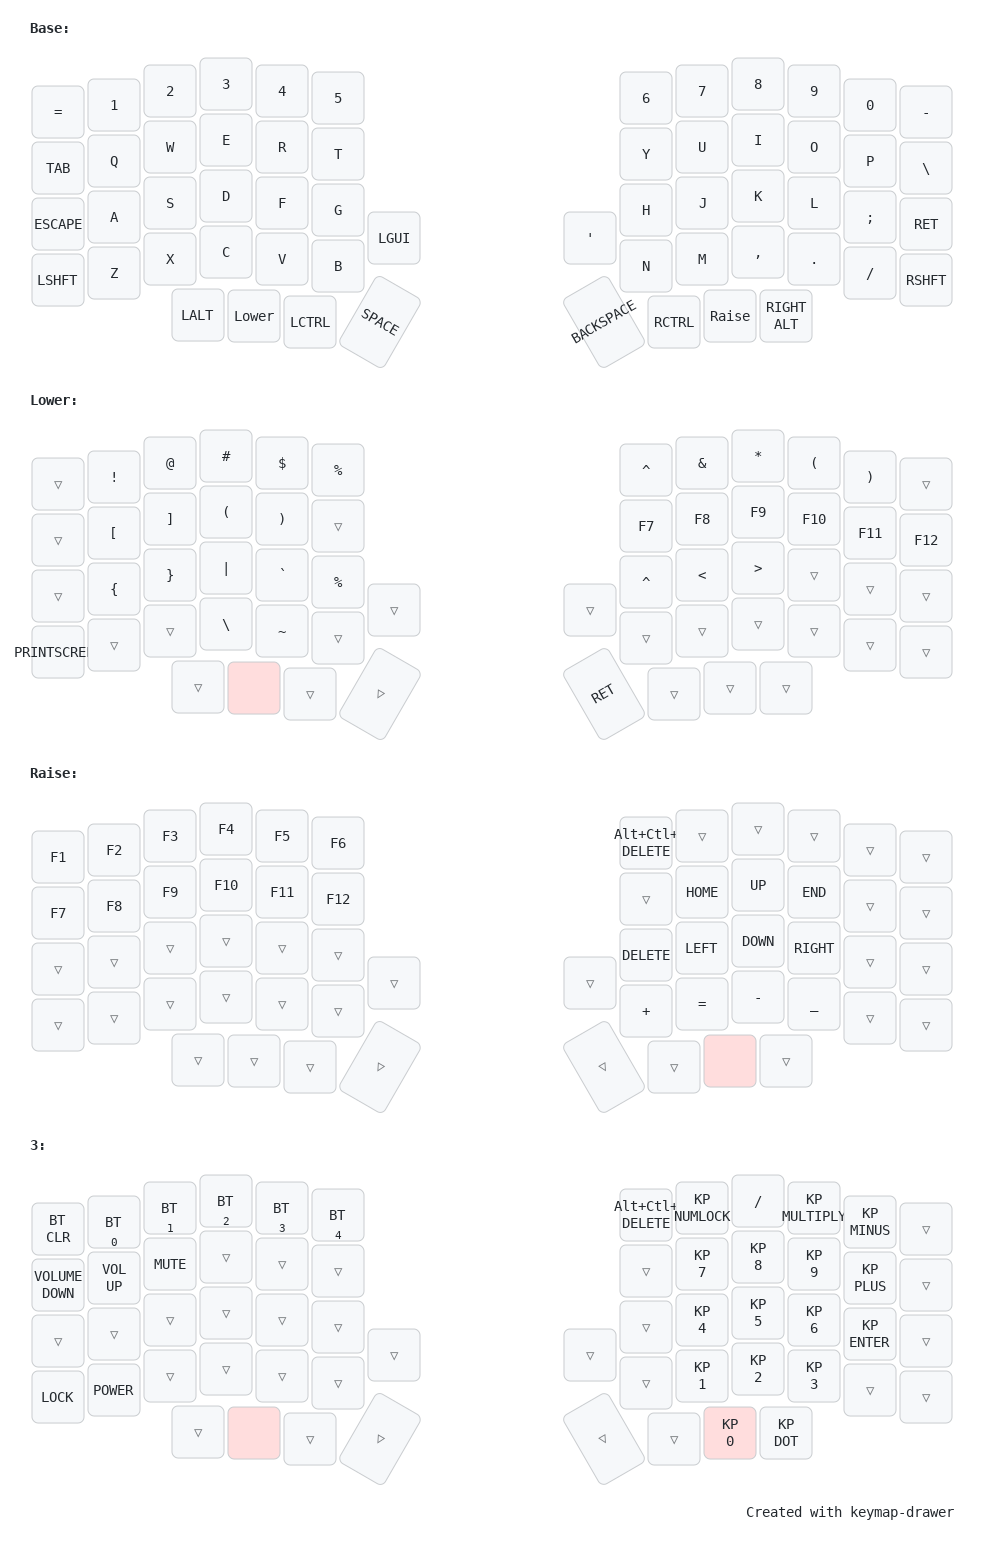 Base:
= 1 2 3 4 5 6 7 8 9 0 -
TAB Q W E R T Y U I O P \
ESCAPE A S D F G H J K L ; RET
LGUI '
LSHFT Z X C V B N M , . / RSHFT
LALT Lower LCTRL SPACE BACKSPACE RCTRL Raise RIGHT
ALT
Lower:
▽ ! @ # $ % ^ & * ( ) ▽
▽ [ ] ( ) ▽ F7 F8 F9 F10 F11 F12
▽ { } | ` % ^ < > ▽ ▽ ▽
▽ ▽
PRINTSCREE ▽ ▽ \ ~ ▽ ▽ ▽ ▽ ▽ ▽ ▽
▽ ▽ ▷ RET ▽ ▽ ▽
Raise:
F1 F2 F3 F4 F5 F6 Alt+Ctl+
DELETE ▽ ▽ ▽ ▽ ▽
F7 F8 F9 F10 F11 F12 ▽ HOME UP END ▽ ▽
▽ ▽ ▽ ▽ ▽ ▽ DELETE LEFT DOWN RIGHT ▽ ▽
▽ ▽
▽ ▽ ▽ ▽ ▽ ▽ + = - _ ▽ ▽
▽ ▽ ▽ ▷ ◁ ▽ ▽
3:
BT
CLR
BT
0
BT
1
BT
2
BT
3
BT
4
Alt+Ctl+
DELETE
KP
NUMLOCK
/
KP
MULTIPLY
KP
MINUS
▽
VOLUME
DOWN
VOL
UP
MUTE ▽ ▽ ▽ ▽
KP
7
KP
8
KP
9
KP
PLUS
▽
▽ ▽ ▽ ▽ ▽ ▽ ▽
KP
4
KP
5
KP
6
KP
ENTER
▽
▽ ▽
LOCK POWER ▽ ▽ ▽ ▽ ▽
KP
1
KP
2
KP
3
▽ ▽
▽ ▽ ▷ ◁ ▽
KP
0
KP
DOT
Created with keymap-drawer